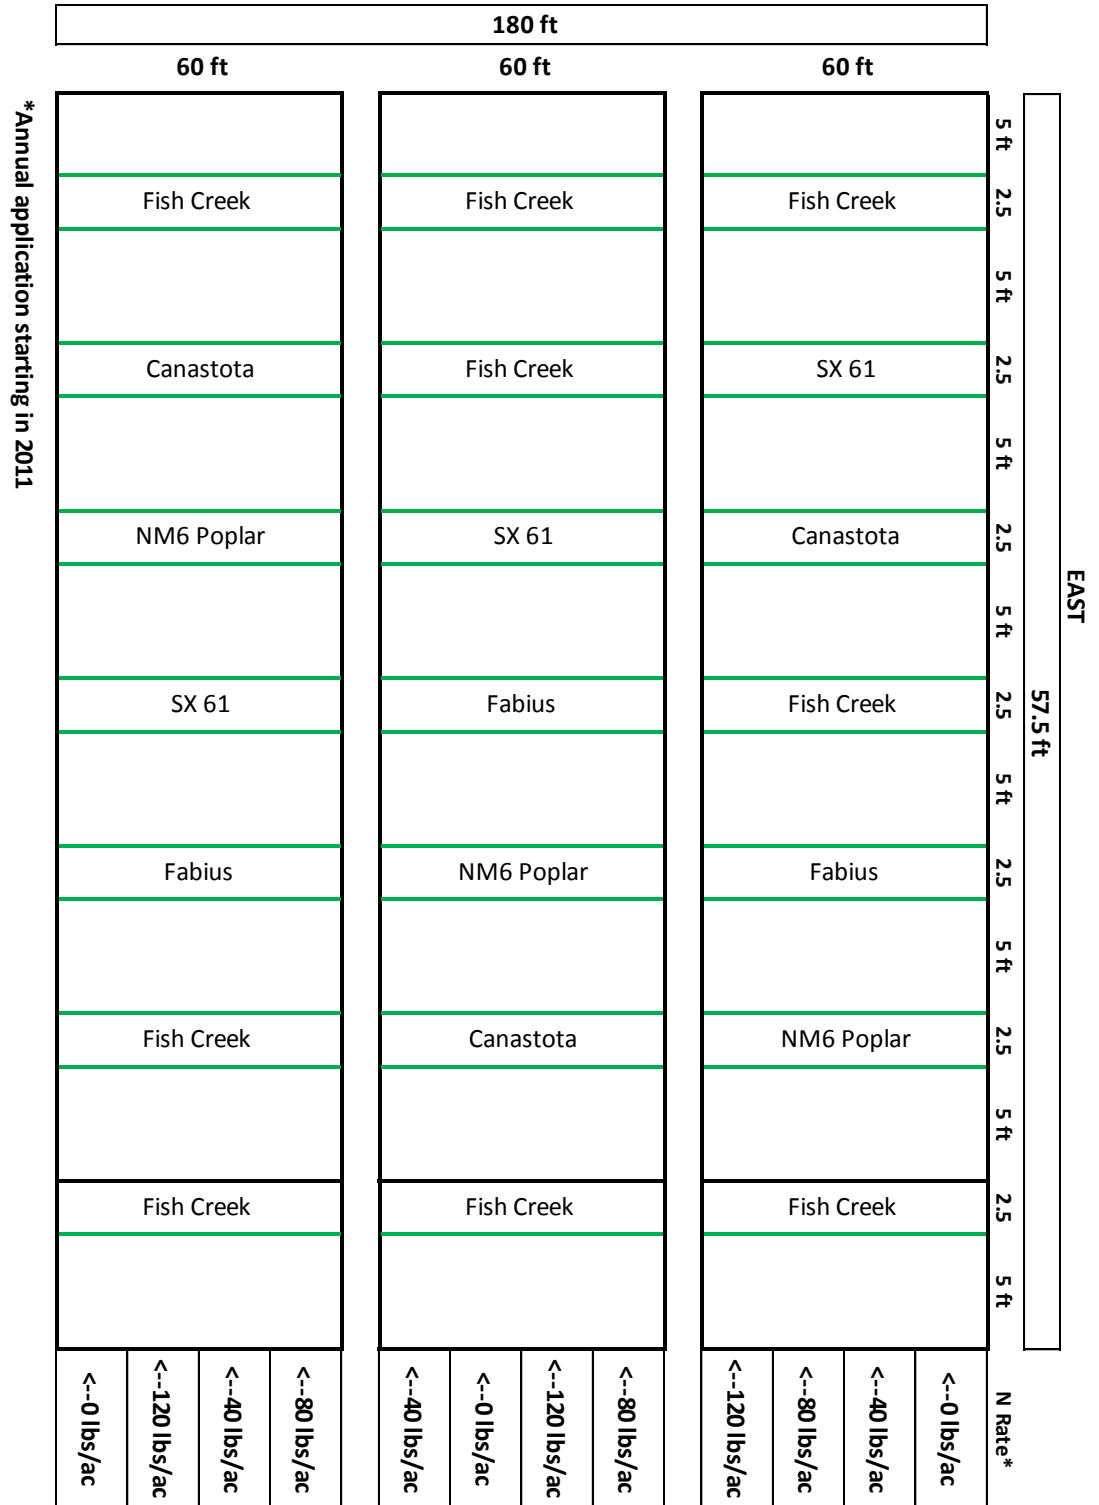 180 ft
60 ft 60 ft 60 ft
EAST
57.5 ft
5 ft
Fish Creek Fish Creek Fish Creek 2.5
5 ft
Canastota Fish Creek SX 61 2.5
5 ft
NM6 Poplar SX 61 Canastota 2.5
5 ft
SX 61 Fabius Fish Creek 2.5
5 ft
Fabius NM6 Poplar Fabius 2.5
5 ft
Fish Creek Canastota NM6 Poplar 2.5
5 ft
Fish Creek Fish Creek Fish Creek 2.5
5 ft
<--0 lbs/ac <--120 lbs/ac <--40 lbs/ac <--80 lbs/ac <--40 lbs/ac <--0 lbs/ac <--120 lbs/ac <--80 lbs/ac <--120 lbs/ac <--80 lbs/ac <--40 lbs/ac <--0 lbs/ac N Rate*
*Annual application starting in 2011